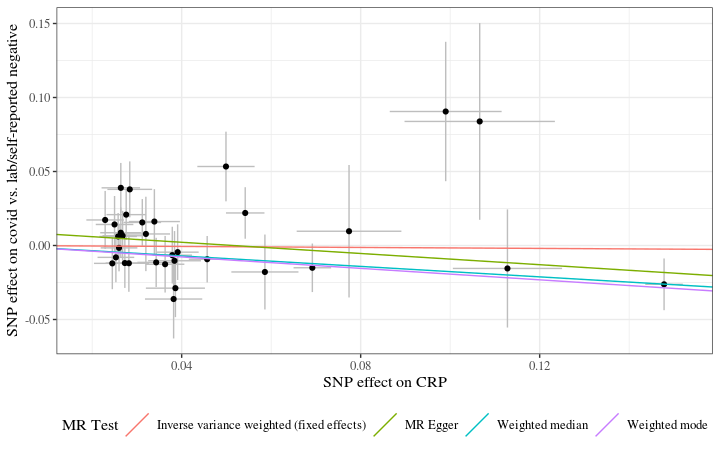 0.15
0.10
0.05
0.00
-0.05
SNP effect on covid vs. lab/self-reported negative
0.04 0.08 0.12
SNP effect on CRP
MR Test Inverse variance weighted (fixed effects) MR Egger Weighted median Weighted mode